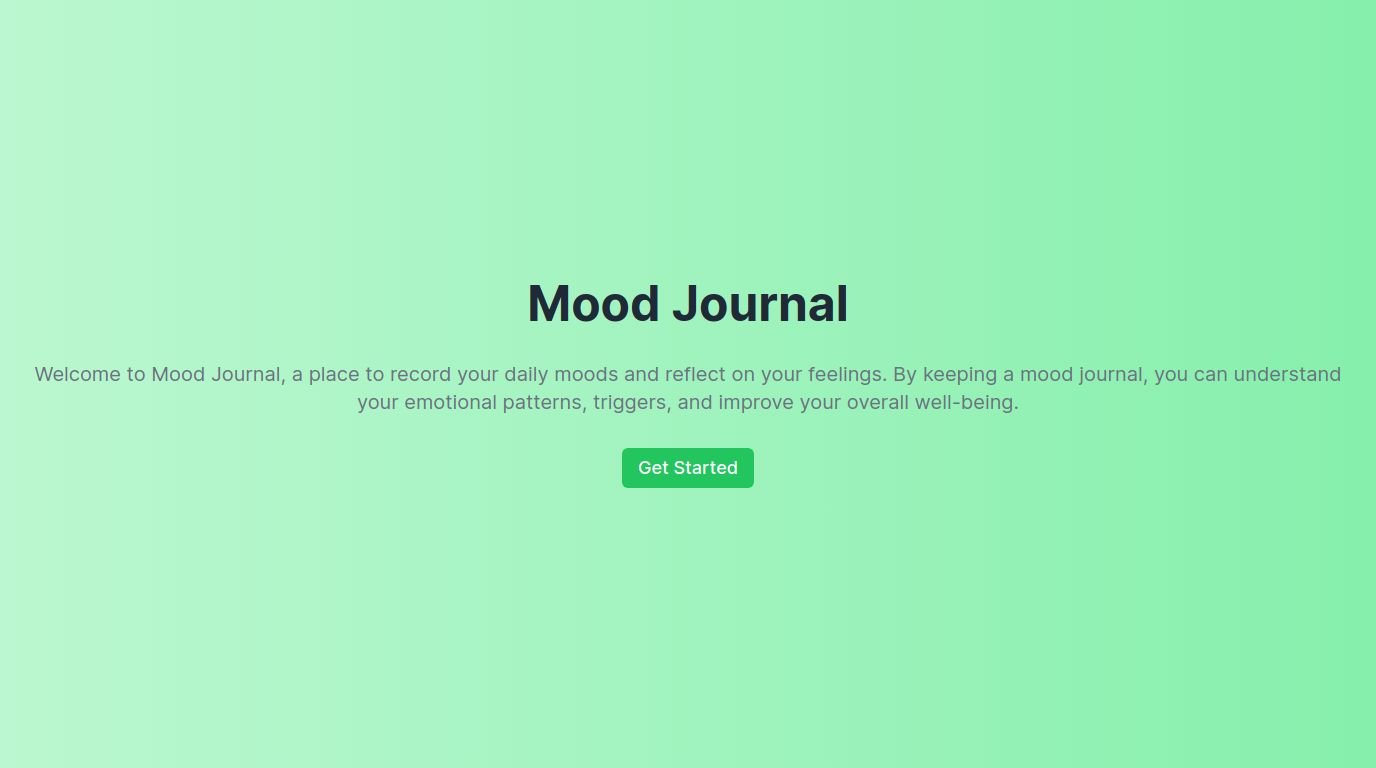 Mood Journal
Welcome to Mood Journal, a place to record your daily moods and reflect on your feelings. By keeping a mood journal, you can understand
your emotional patterns, triggers, and improve your overall well-being.
Get Started